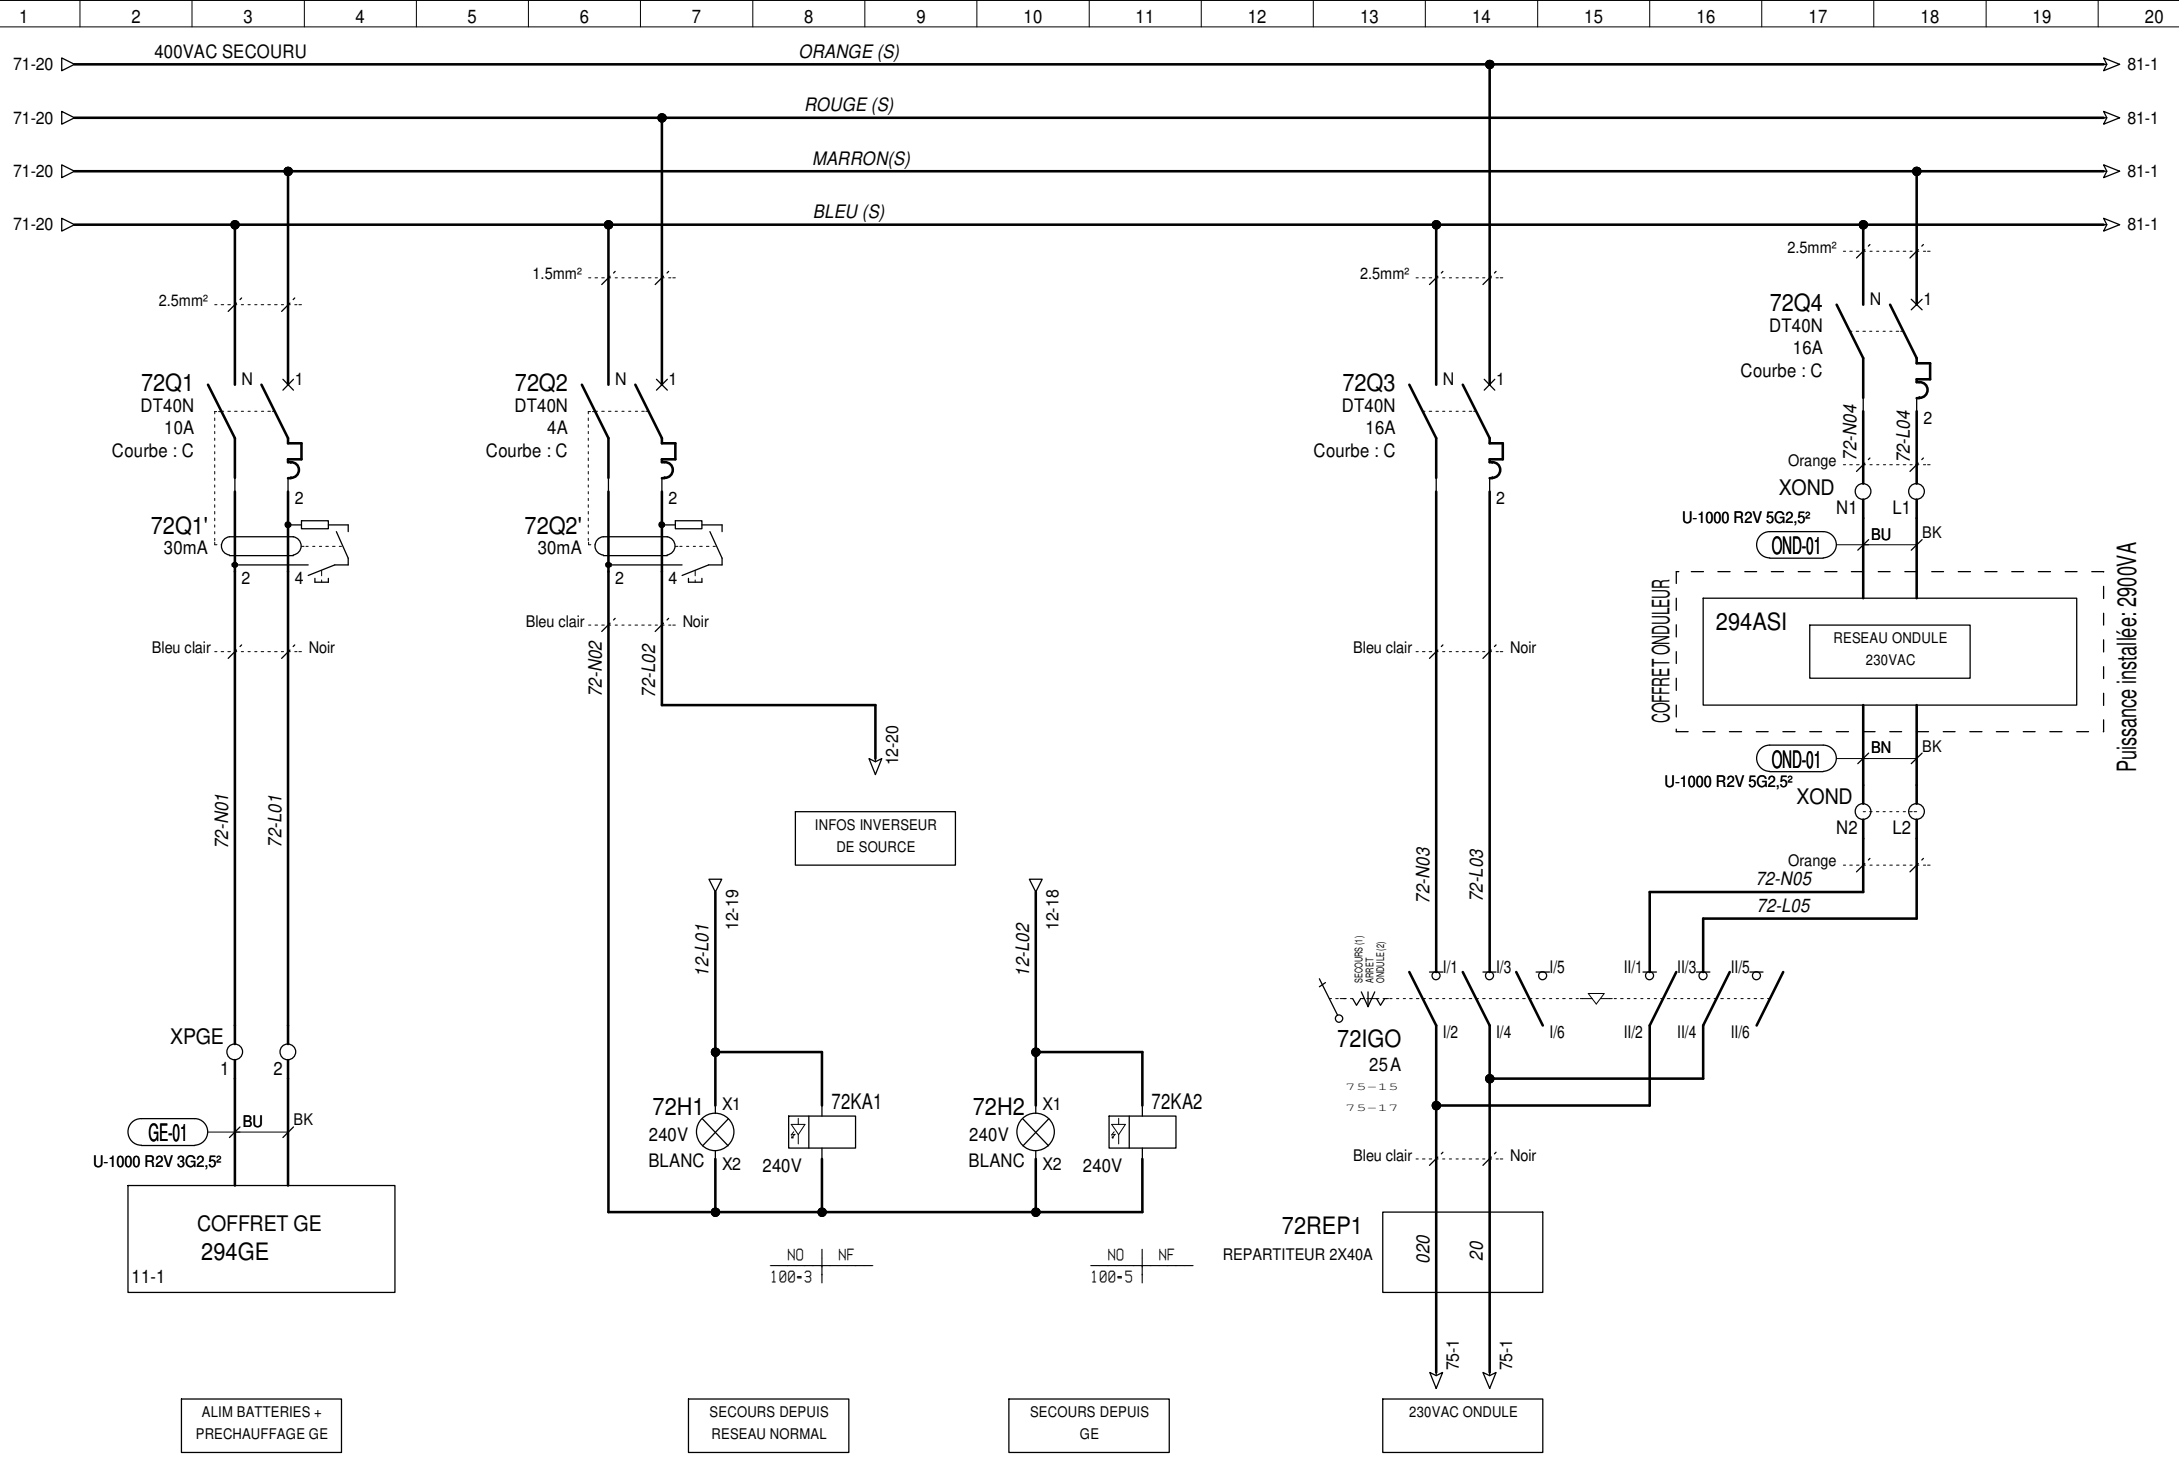 1 2 3 4 5 6 7 8 9 10 11 12 13 14 15 16 17 18 19 20
400VAC SECOURU
71-20 ORANGE (S) 81-1
71-20 ROUGE (S) 81-1
71-20 MARRON(S) 81-1
71-20 BLEU (S) 81-1
2.5mm²
72Q1
DT40N
10A
Courbe : C
N 1
2
72Q1'
30mA
2 4
Bleu clair Noir
72-N01
72-L01
XPGE
1 2
GE-01
BU BK
U-1000 R2V 3G2,5²
COFFRET GE
294GE
11-1
ALIM BATTERIES +
PRECHAUFFAGE GE
1.5mm²
72Q2
DT40N
4A
Courbe : C
N 1
2
72Q2'
30mA
2 4
Bleu clair Noir
72-N02
72-L02
12-20
INFOS INVERSEUR
DE SOURCE
12-19
12-L01
72H1
240V
BLANC
X1
X2
72KA1
240V
NO NF
100-3
SECOURS DEPUIS
RESEAU NORMAL
12-18
12-L02
72H2
240V
BLANC
X1
X2
72KA2
240V
NO NF
100-5
SECOURS DEPUIS
GE
2.5mm²
72Q3
DT40N
16A
Courbe : C
N 1
2
Bleu clair Noir
72-N03
72-L03
SECOURS (1)
ARRET
ONDULE(2)
I/1 I/3 I/5 II/1 II/3 II/5
I/2 I/4 I/6 II/2 II/4 II/6
72IGO
25A
75-15
75-17
Bleu clair Noir
72REP1
REPARTITEUR 2X40A
020
20
75-1
75-1
230VAC ONDULE
2.5mm²
72Q4
DT40N
16A
Courbe : C
N 1
2
72-N04
72-L04
Orange
XOND
N1 L1
U-1000 R2V 5G2,5²
OND-01
BU BK
COFFRET ONDULEUR
294ASI
RESEAU ONDULE
230VAC
Puissance installée: 2900VA
OND-01
BN BK
U-1000 R2V 5G2,5²
XOND
N2 L2
Orange
72-N05
72-L05